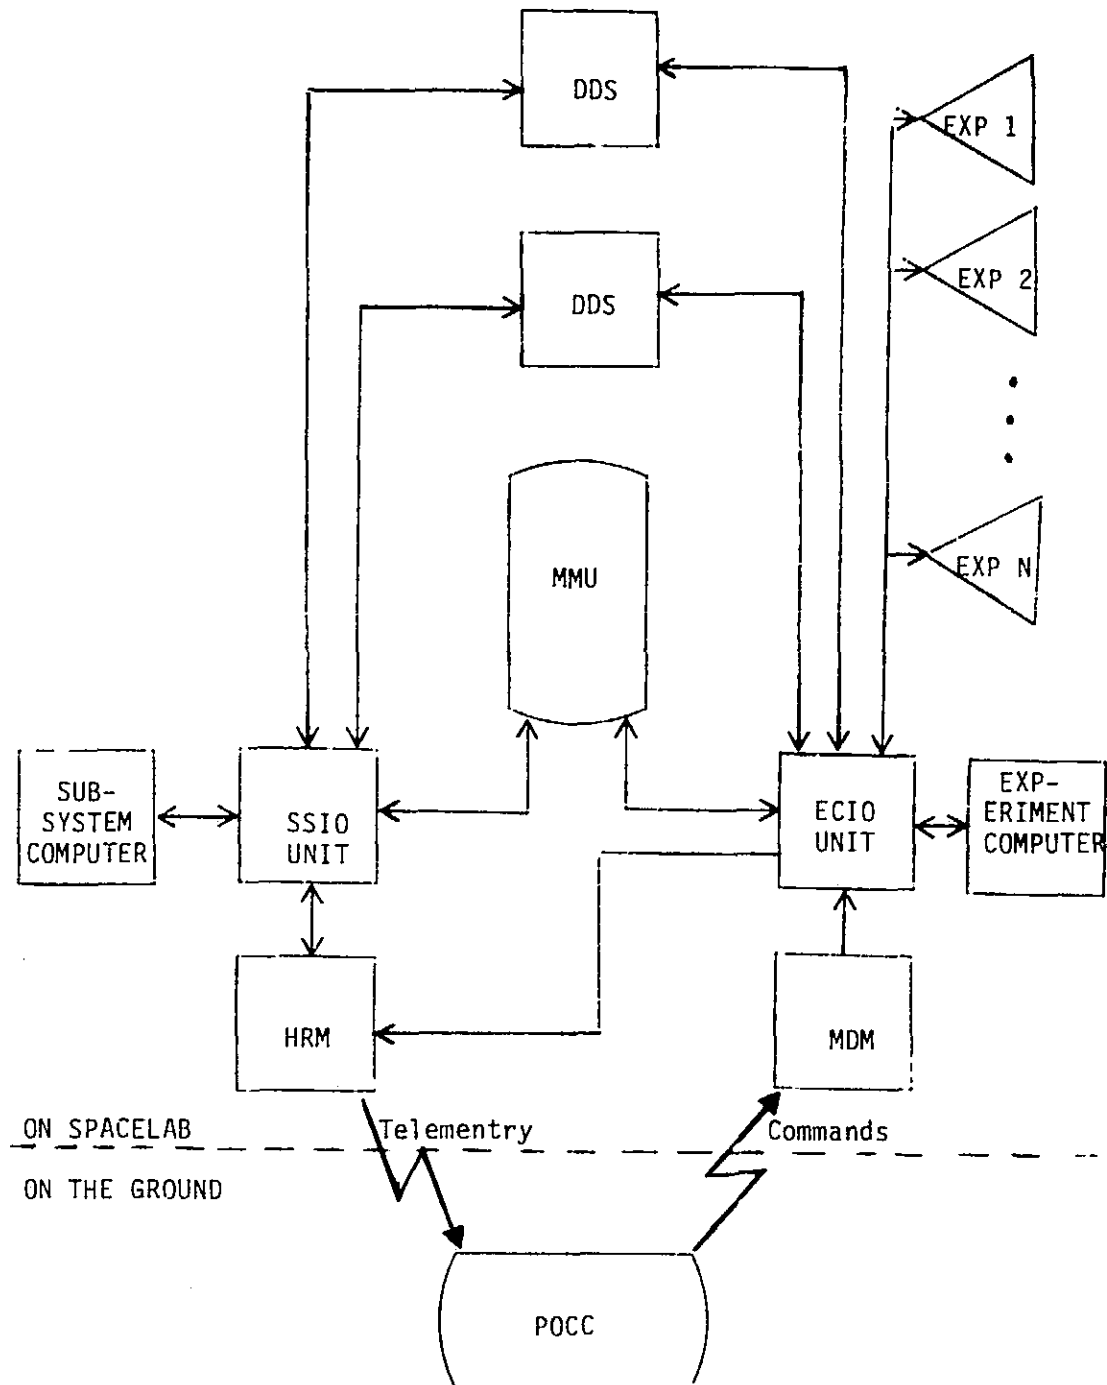 DDS
EXP 1
DDS
EXP 2
EXP N
MMU
SUB-
SYSTEM
COMPUTER
SSIO
UNIT
ECIO
UNIT
EXP-
ERIMENT
COMPUTER
HRM
MDM
ON SPACELAB
Telementry
Commands
ON THE GROUND
POCC